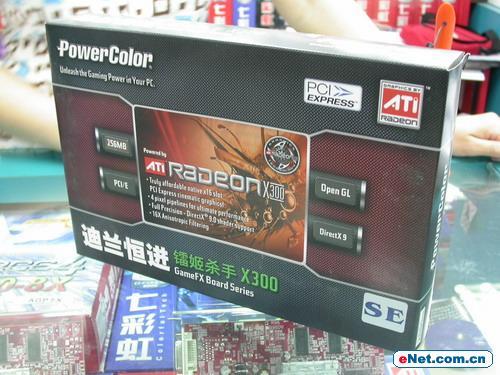 PowerColor
Unleash the Gaming Power in Your PC.
PCI
EXPRESS
GRAPHICS BY
ATI
RADEON
256MB
PCI/E
Powered by
ATI RADEON X300
Truly affordable native x16 slot
PCI Express cinematic graphics!
4 pixel pipelines for ultimate performance
Full Precision - DirectX® 9.0 shader support
16X Anisotropic Filtering
Open GL
DirectX 9
迪兰恒进 镭姬杀手 X300
GameFX Board Series
SE
七彩虹
Colorful
eNet.com.cn